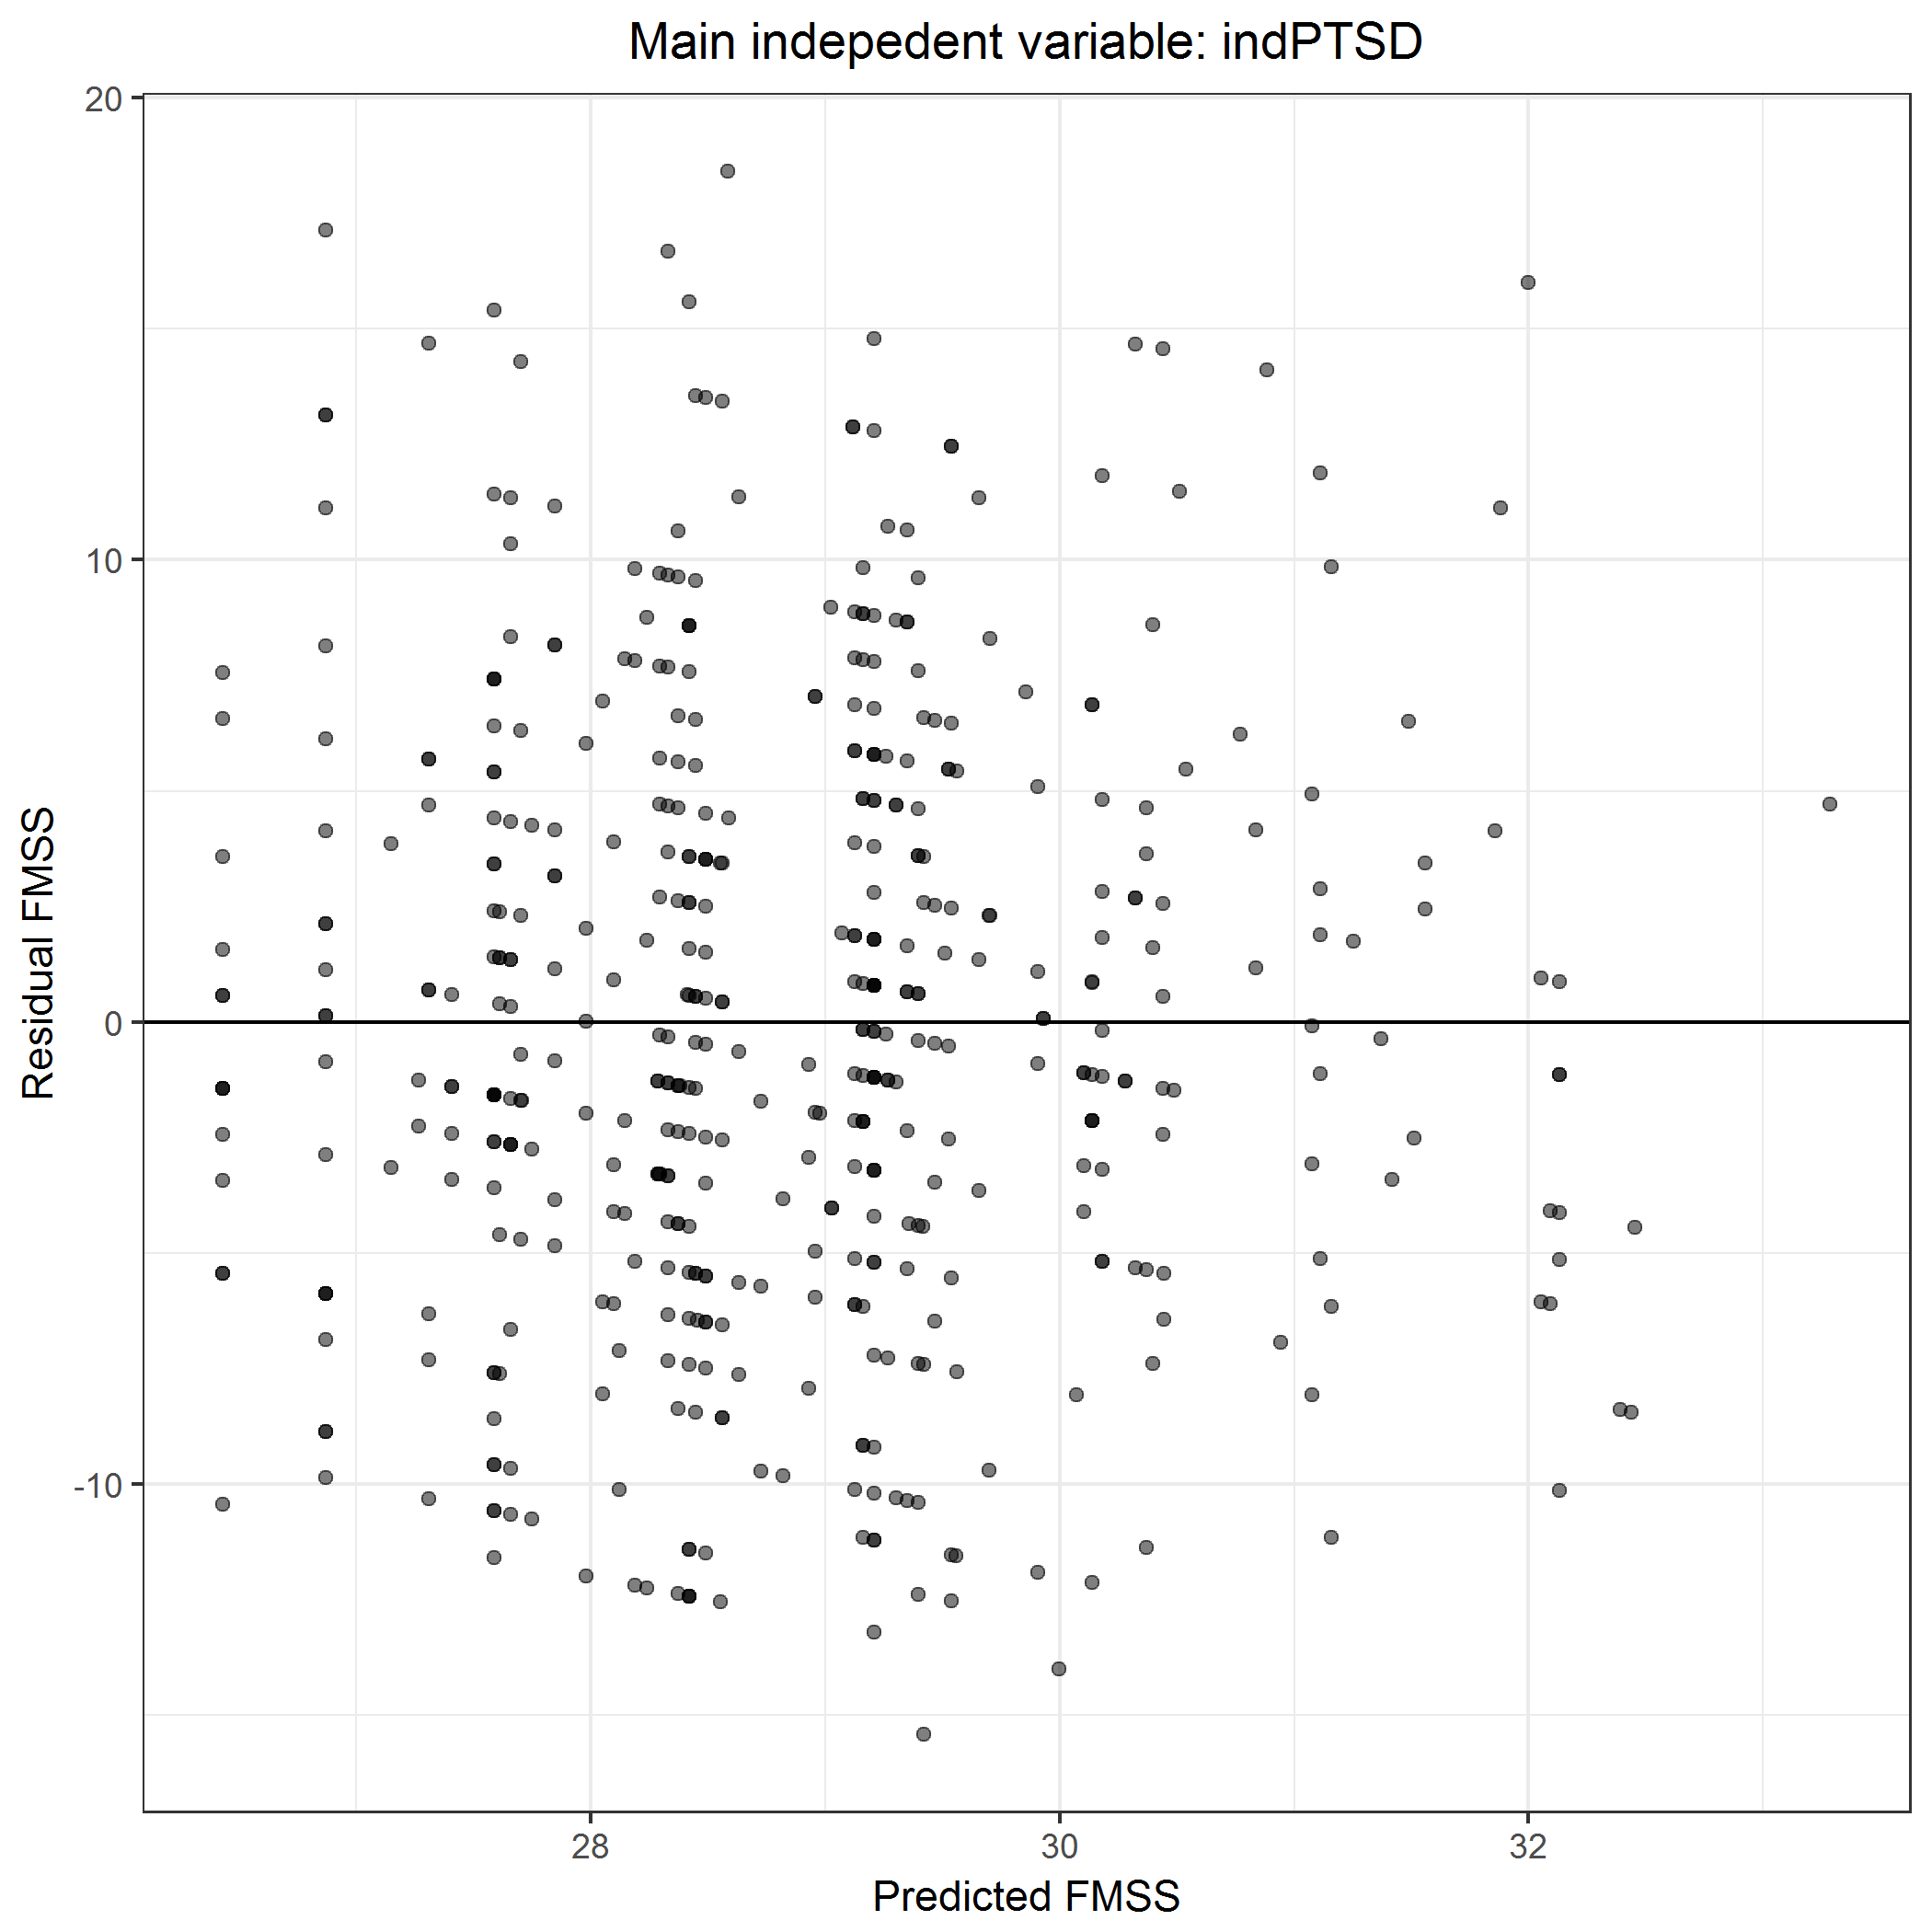 Main indepedent variable: indPTSD
20
10
0
-10
Residual FMSS
28
30
32
Predicted FMSS